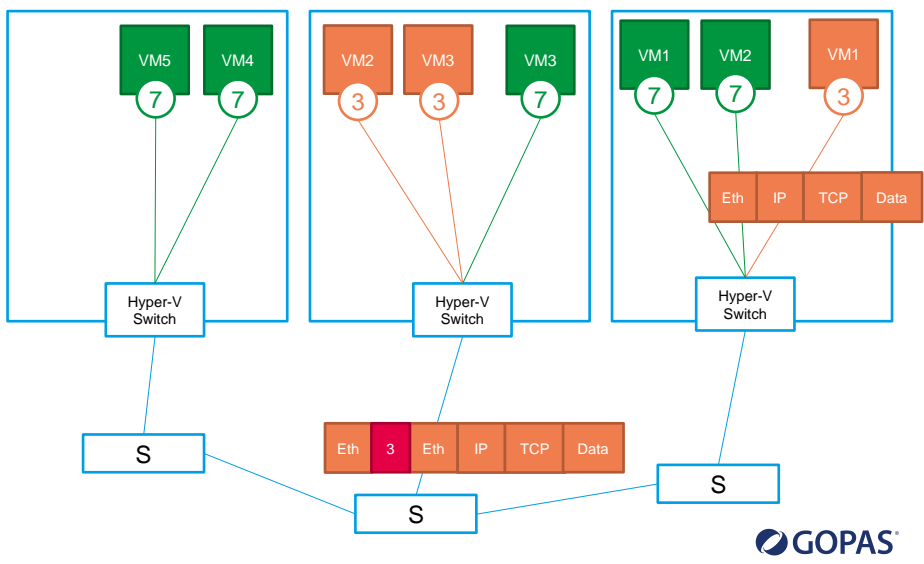 VM5
VM4
7
7
Hyper-V
Switch
VM2
VM3
VM3
3
3
7
Hyper-V
Switch
VM1
VM2
VM1
7
7
3
Eth IP TCP Data
Hyper-V
Switch
Eth 3 Eth IP TCP Data
S
S
S
GOPAS